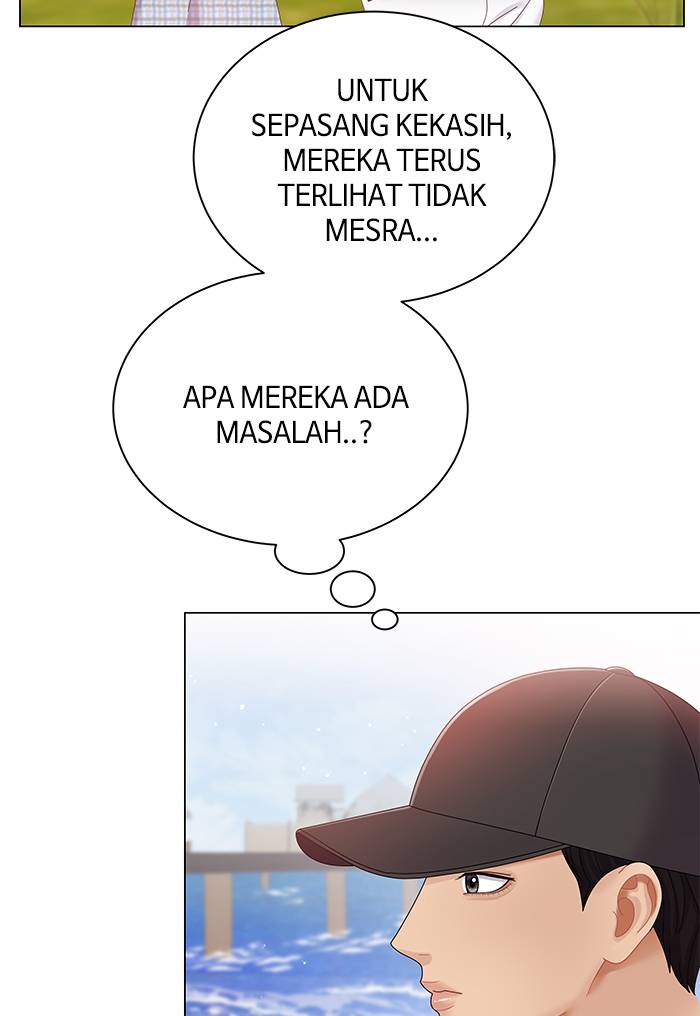 UNTUK
SEPASANG KEKASIH,
MEREKA TERUS
TERLIHAT TIDAK
MESRA...
APA MEREKA ADA
MASALAH..?